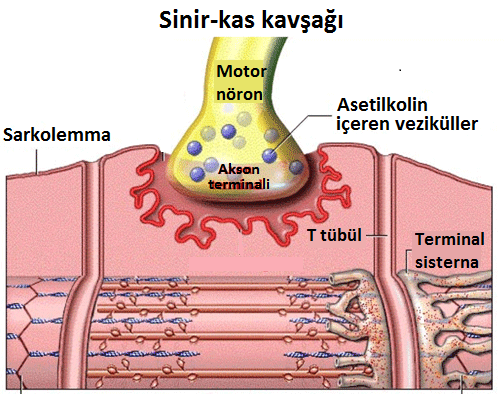 Sinir-kas kavşağı
Motor
nöron
Asetilkolin
içeren veziküller
Sarkolemma
Akson
terminali
T tübül
Terminal
sisterna